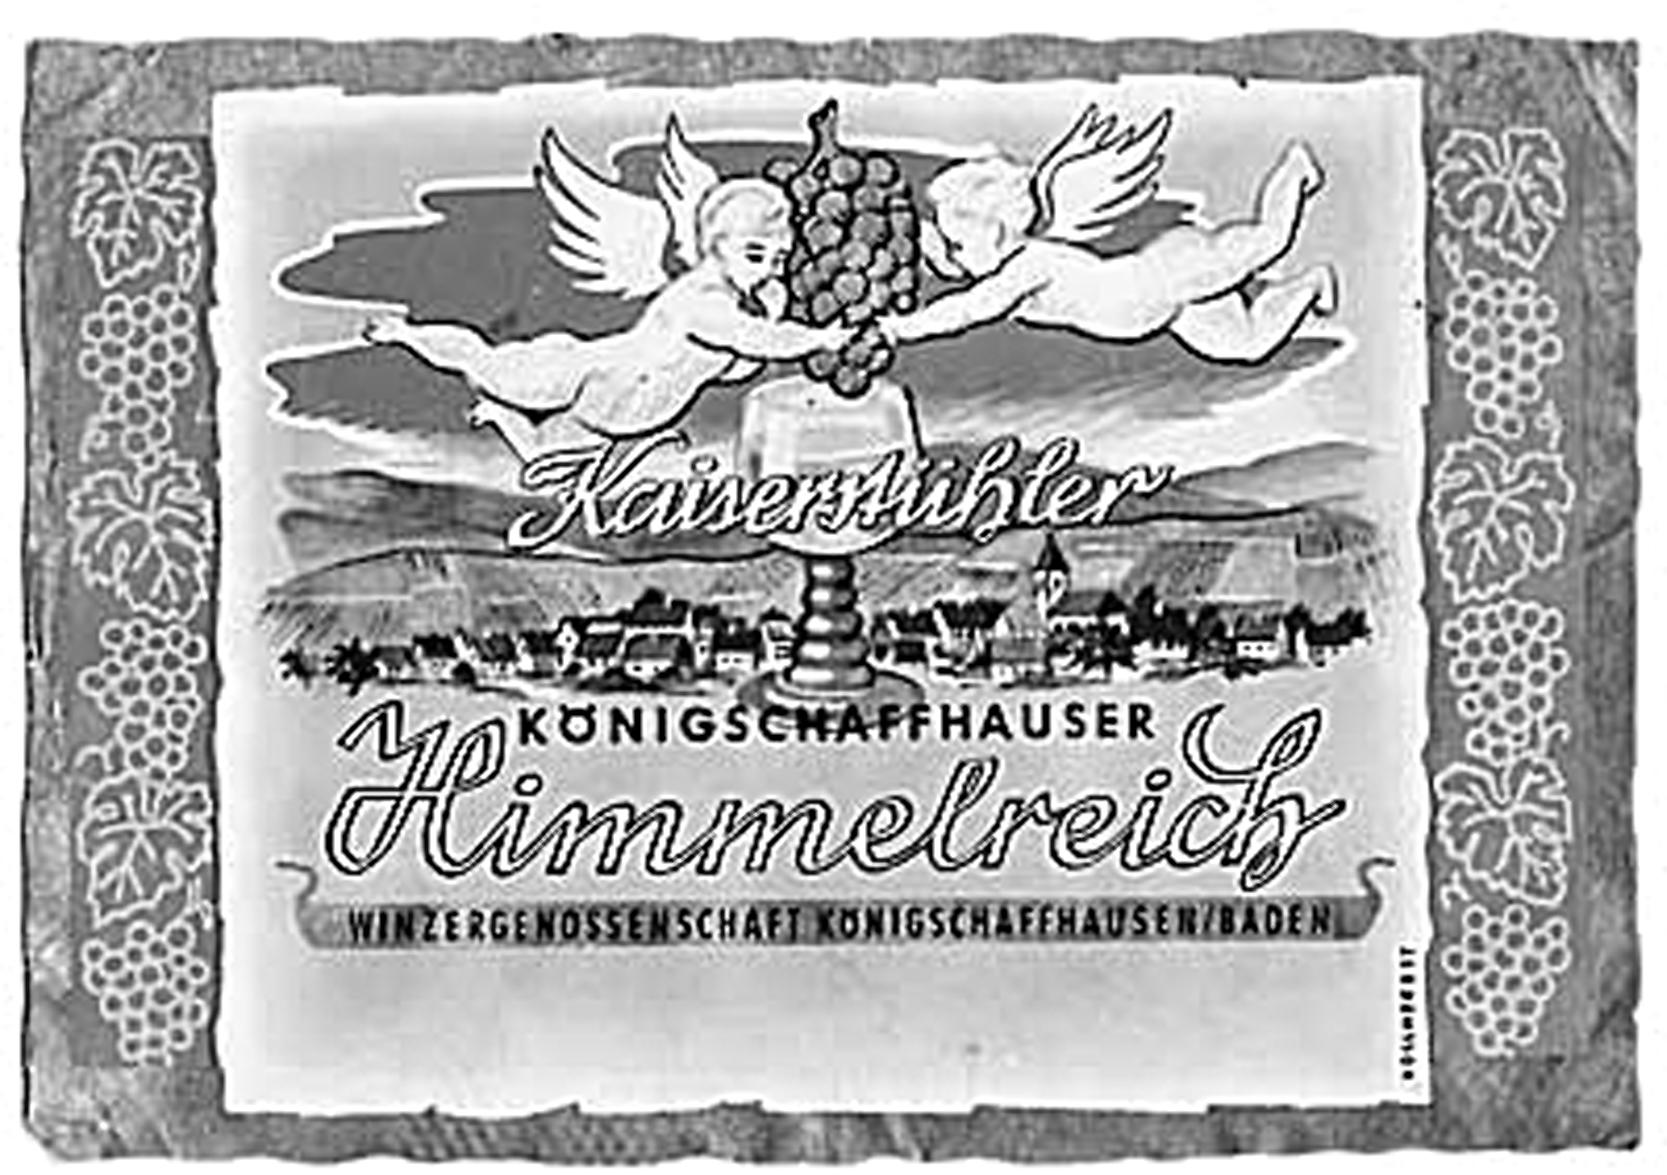 Kaiserstühler
KÖNIGSCHAFFHAUSER
Himmelreich
WINZERGENOSSENSCHAFT KÖNIGSCHAFFHAUSEN/BADEN